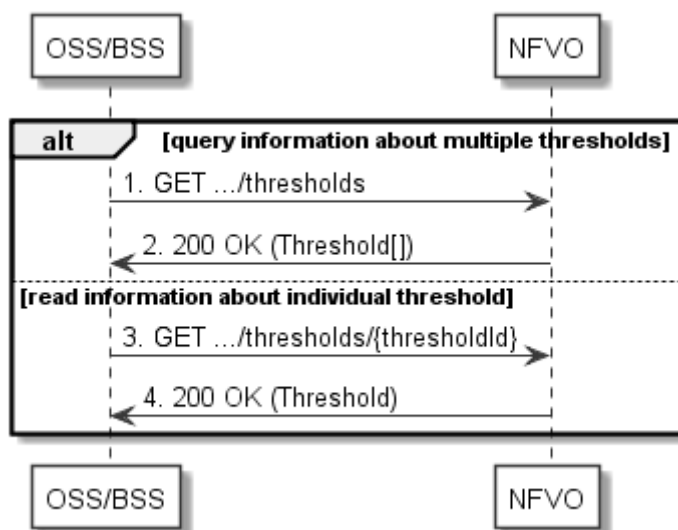 OSS/BSS NFVO
alt [query information about multiple thresholds]
1. GET .../thresholds
2. 200 OK (Threshold[])
[read information about individual threshold]
3. GET .../thresholds/{thresholdId}
4. 200 OK (Threshold)
OSS/BSS NFVO